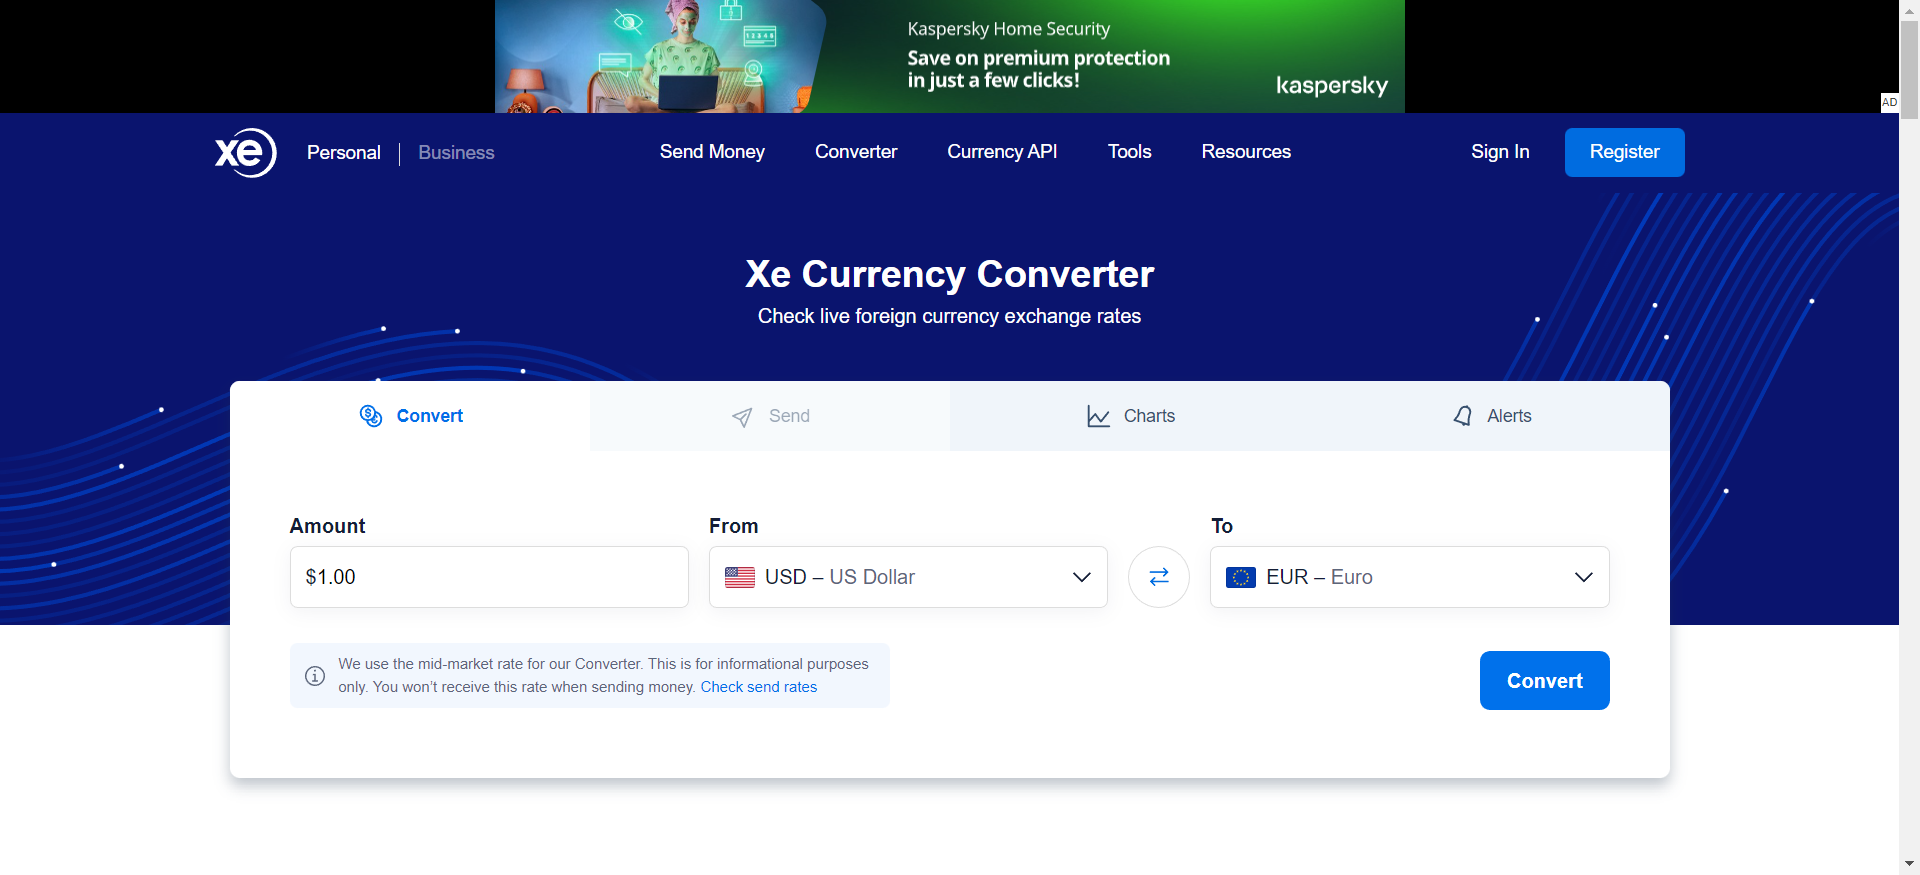 Kaspersky Home Security
Save on premium protection
in just a few clicks!
kaspersky
AD
xe
Personal
Business
Send Money
Converter
Currency API
Tools
Resources
Sign In
Register
Xe Currency Converter
Check live foreign currency exchange rates
Convert
Send
Charts
Alerts
Amount
From
To
$1.00
USD – US Dollar
EUR – Euro
We use the mid-market rate for our Converter. This is for informational purposes
only. You won’t receive this rate when sending money. Check send rates
Convert